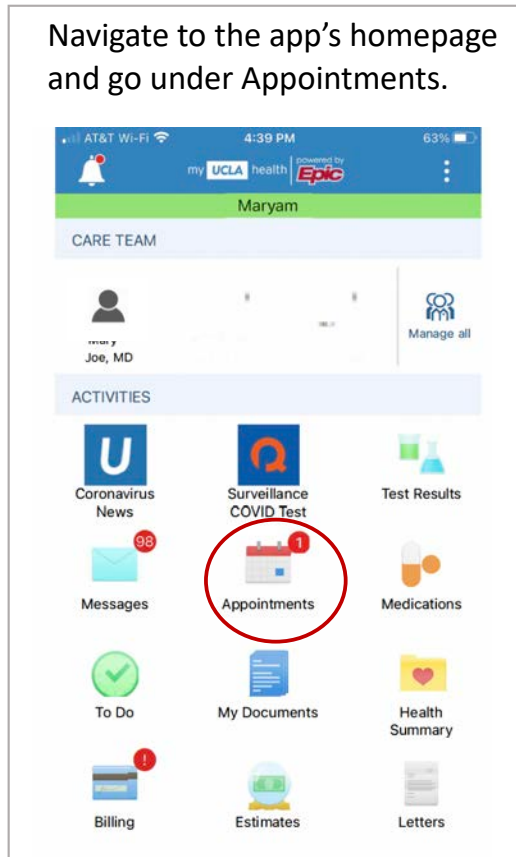 Navigate to the app’s homepage
and go under Appointments.
AT&T Wi-Fi 4:39 PM 63%
my UCLA health powered by Epic
Maryam
CARE TEAM
Joe, MD
Manage all
ACTIVITIES
U
Coronavirus News
Surveillance COVID Test
Test Results
98
1
Messages
Appointments
Medications
To Do
My Documents
Health Summary
!
Billing
Estimates
Letters